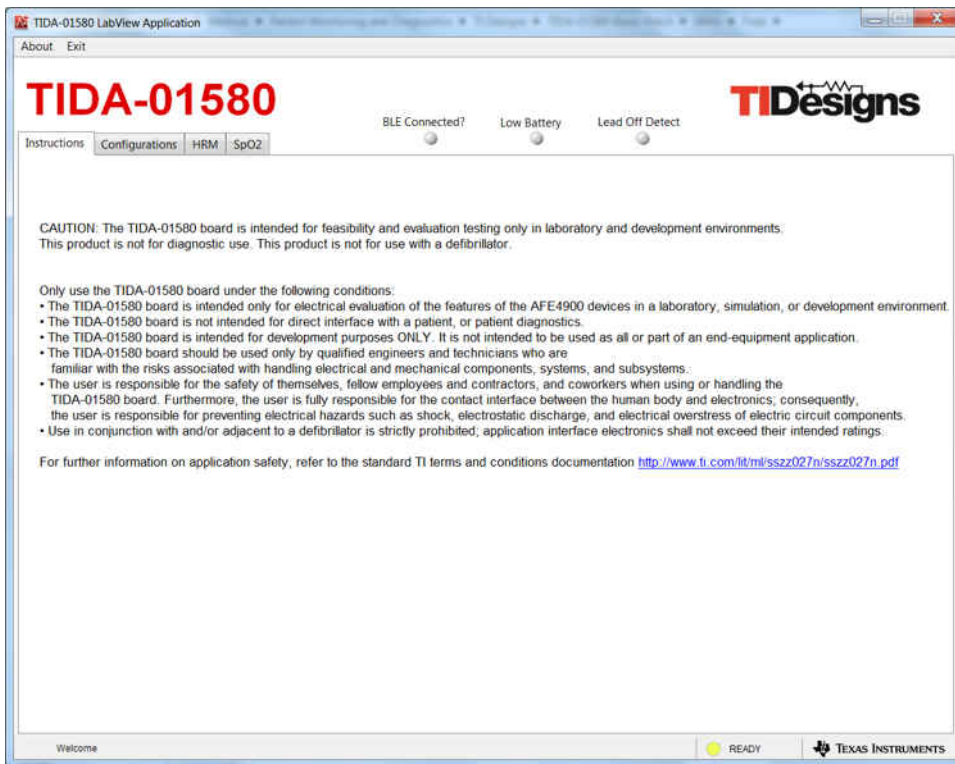 TIDA-01580 LabView Application
About Exit
TIDA-01580
TIDesigns
BLE Connected? Low Battery Lead Off Detect
Instructions Configurations HRM SpO2
CAUTION: The TIDA-01580 board is intended for feasibility and evaluation testing only in laboratory and development environments.
This product is not for diagnostic use. This product is not for use with a defibrillator.
Only use the TIDA-01580 board under the following conditions:
• The TIDA-01580 board is intended only for electrical evaluation of the features of the AFE4900 devices in a laboratory, simulation, or development environment.
• The TIDA-01580 board is not intended for direct interface with a patient, or patient diagnostics.
• The TIDA-01580 board is intended for development purposes ONLY. It is not intended to be used as all or part of an end-equipment application.
• The TIDA-01580 board should be used only by qualified engineers and technicians who are
familiar with the risks associated with handling electrical and mechanical components, systems, and subsystems.
• The user is responsible for the safety of themselves, fellow employees and contractors, and coworkers when using or handling the
TIDA-01580 board. Furthermore, the user is fully responsible for the contact interface between the human body and electronics; consequently,
the user is responsible for preventing electrical hazards such as shock, electrostatic discharge, and electrical overstress of electric circuit components.
• Use in conjunction with and/or adjacent to a defibrillator is strictly prohibited; application interface electronics shall not exceed their intended ratings.
For further information on application safety, refer to the standard TI terms and conditions documentation http://www.ti.com/lit/ml/sszz027n/sszz027n.pdf
Welcome READY TEXAS INSTRUMENTS